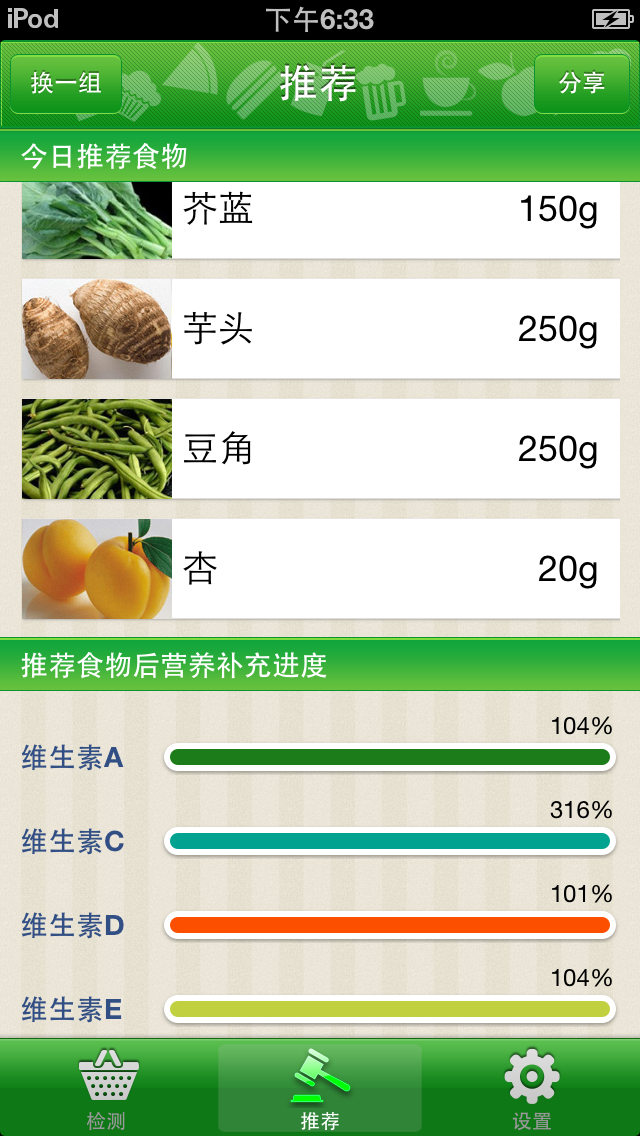 iPod 下午6:33
换一组 推荐 分享
今日推荐食物
芥蓝 150g
芋头 250g
豆角 250g
杏 20g
推荐食物后营养补充进度
104%
维生素A
316%
维生素C
101%
维生素D
104%
维生素E
检测 推荐 设置